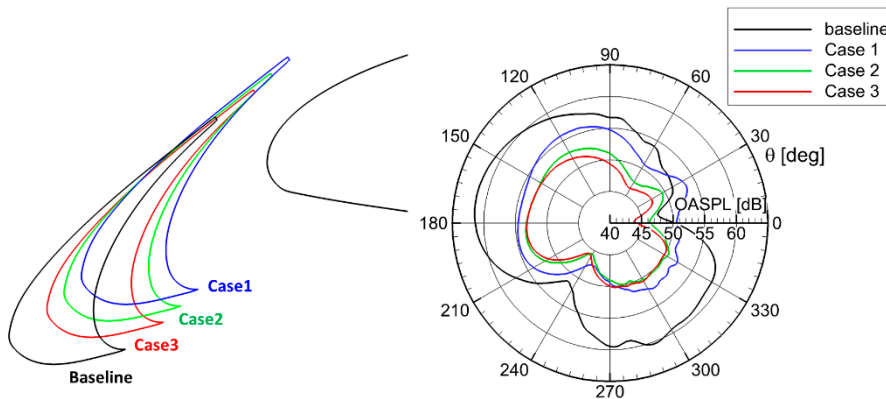 Case1
Case2
Case3
Baseline
baseline
Case 1
Case 2
Case 3
90
120
60
150
30
θ [deg]
OASPL [dB]
180
40 45 50 55 60
0
210
330
240
300
270